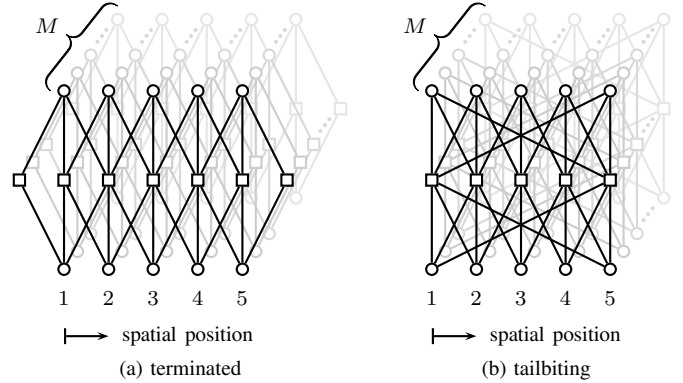 M M
1 2 3 4 5 1 2 3 4 5
spatial position spatial position
(a) terminated (b) tailbiting